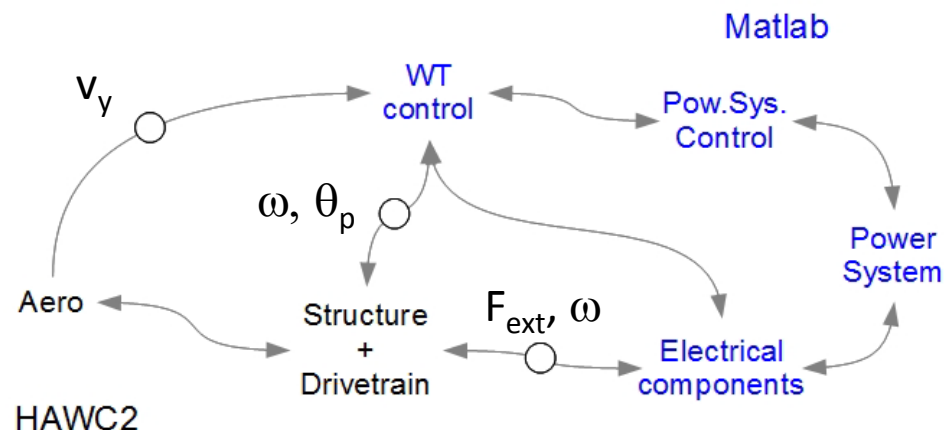 Matlab
v_y
WT
control
Pow.Sys.
Control
ω, θ_p
Power
System
Aero
Structure
+
Drivetrain
F_ext, ω
Electrical
components
HAWC2